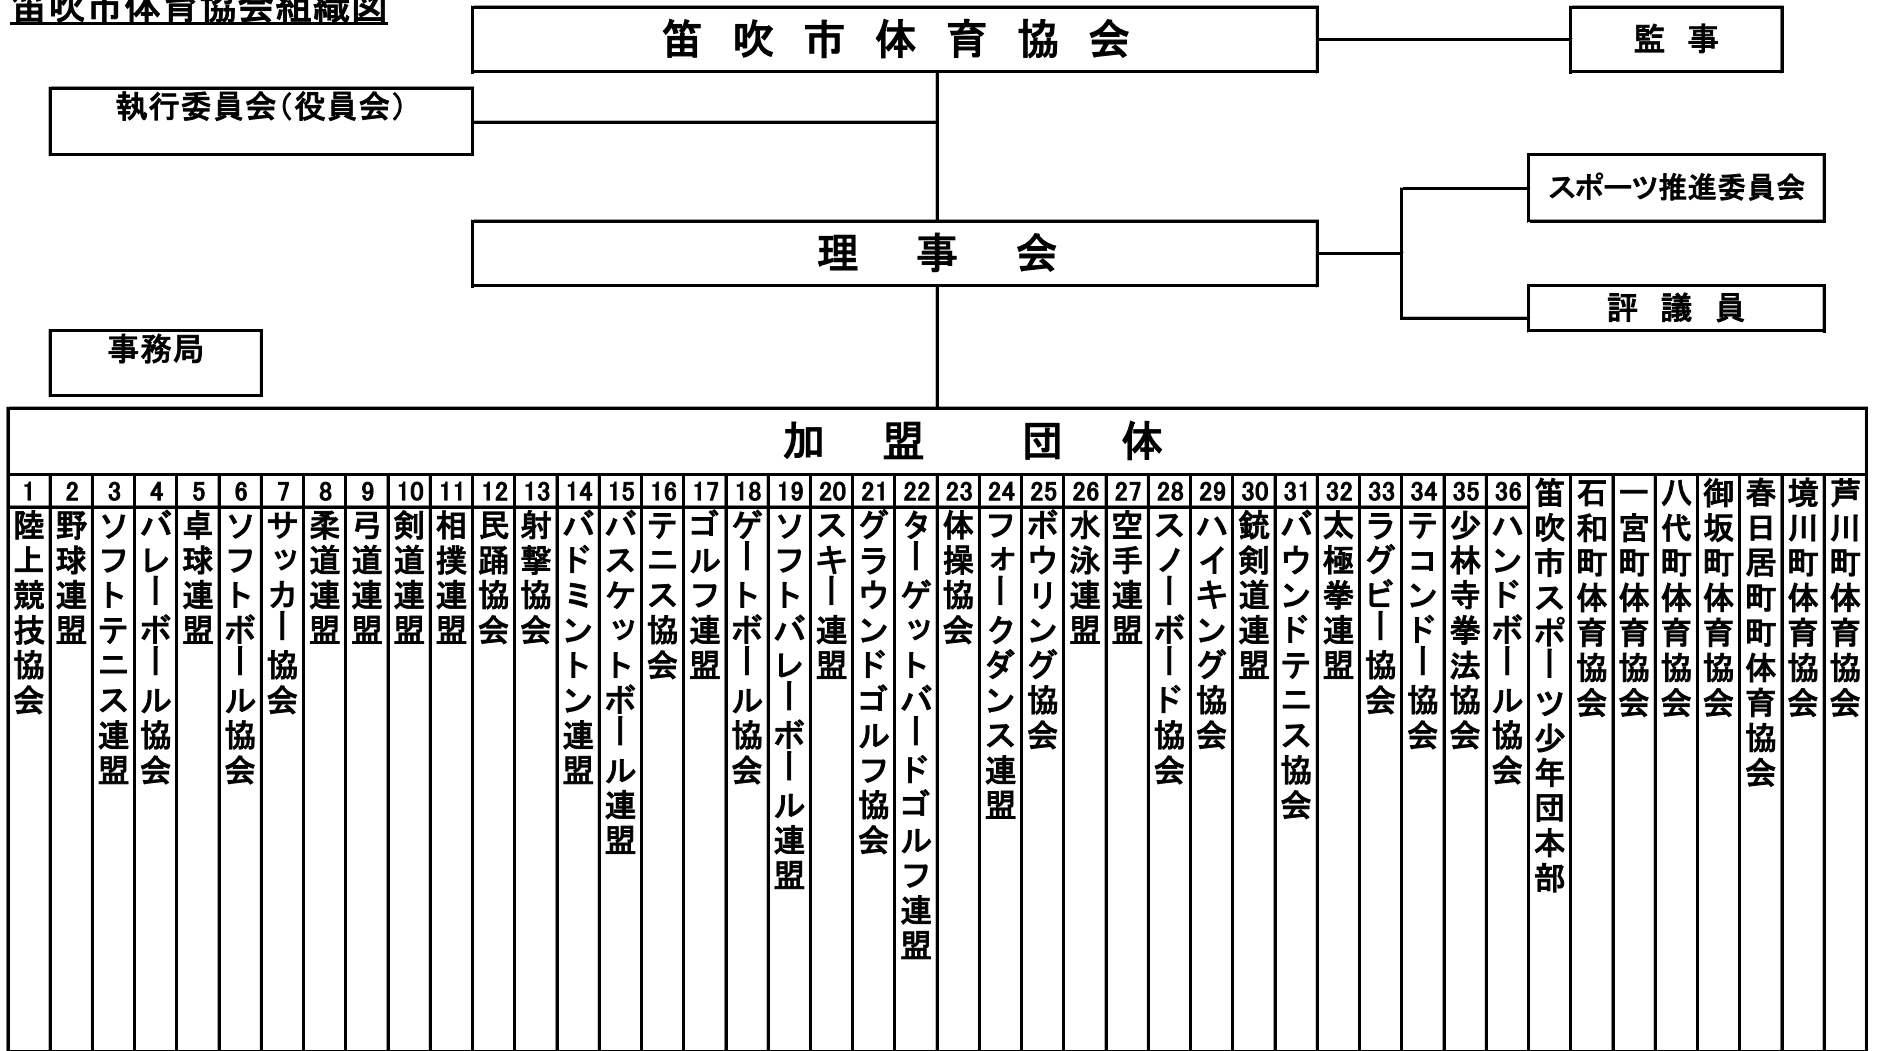 笛吹市体育協会組織図
笛吹市体育協会
監事
執行委員会(役員会)
スポーツ推進委員会
理事会
評議員
事務局
加盟団体
1
陸上競技協会
2
野球連盟
3
ソフトテニス連盟
4
バレーボール協会
5
卓球連盟
6
ソフトボール協会
7
サッカー協会
8
柔道連盟
9
弓道連盟
10
剣道連盟
11
相撲連盟
12
民踊協会
13
射撃協会
14
バドミントン連盟
15
バスケットボール連盟
16
テニス協会
17
ゴルフ連盟
18
ゲートボール協会
19
ソフトバレーボール連盟
20
スキー連盟
21
グラウンドゴルフ協会
22
ターゲットバードゴルフ連盟
23
体操協会
24
フォークダンス連盟
25
ボウリング協会
26
水泳連盟
27
空手連盟
28
スノーボード協会
29
ハイキング協会
30
銃剣道連盟
31
バウンドテニス協会
32
太極拳連盟
33
ラグビー協会
34
テコンドー協会
35
少林寺拳法協会
36
ハンドボール協会
笛吹市スポーツ少年団本部
石和町体育協会
一宮町体育協会
八代町体育協会
御坂町体育協会
春日居町町体育協会
境川町体育協会
芦川町体育協会